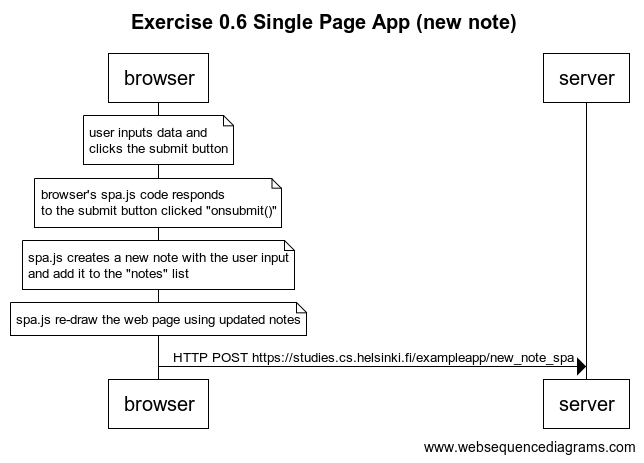 Exercise 0.6 Single Page App (new note)
browser
server
user inputs data and
clicks the submit button
browser's spa.js code responds
to the submit button clicked "onsubmit()"
spa.js creates a new note with the user input
and add it to the "notes" list
spa.js re-draw the web page using updated notes
HTTP POST https://studies.cs.helsinki.fi/exampleapp/new_note_spa
browser
server
www.websequencediagrams.com